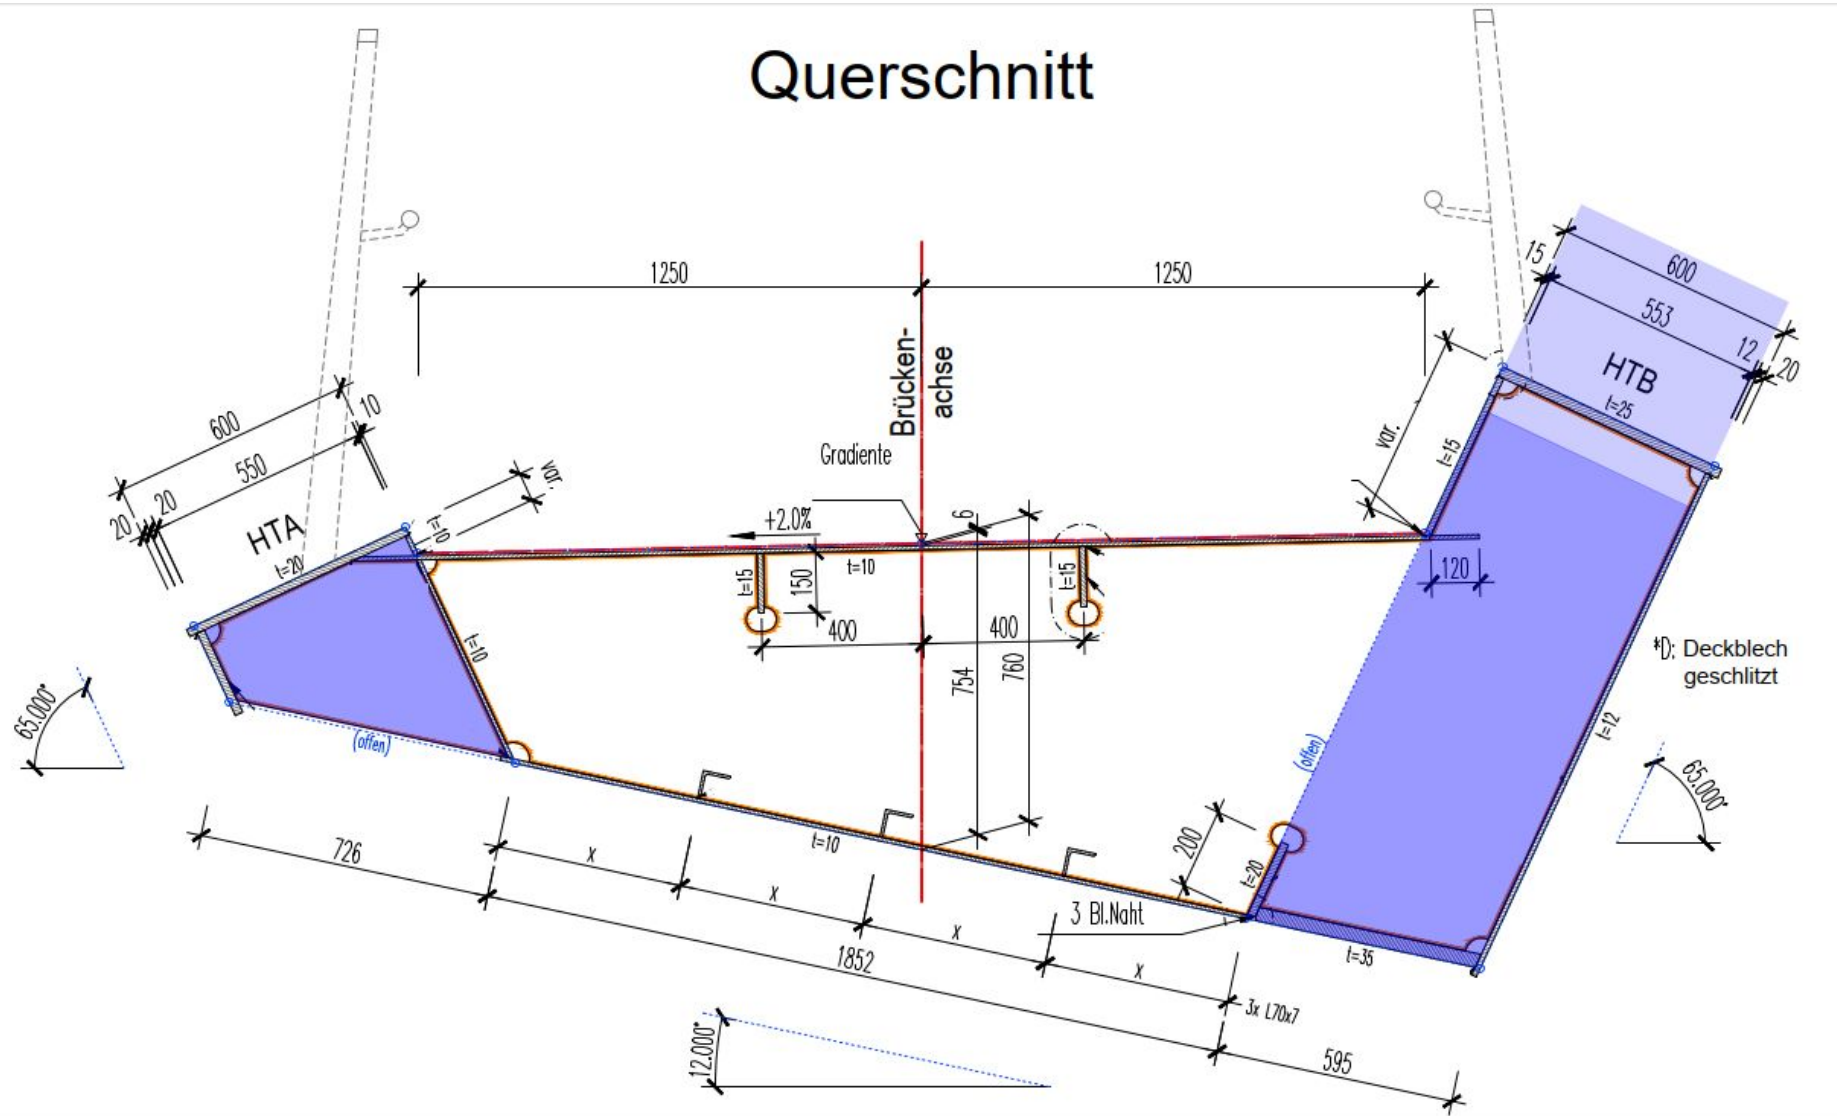 Querschnitt
1250
1250
15
600
553
12
20
HTB
t=25
Brücken-
achse
600
10
550
20
20
HTA
t=20
var.
t=10
Gradiente
+2.0%
6
var.
t=15
t=15
150
t=10
t=15
120
400
400
t=10
754
760
*D: Deckblech
geschlitzt
65.000°
(offen)
(offen)
t=12
65.000°
200
t=20
t=10
3 Bl.Naht
t=35
726
x
x
x
x
1852
3x L70x7
12.000°
595